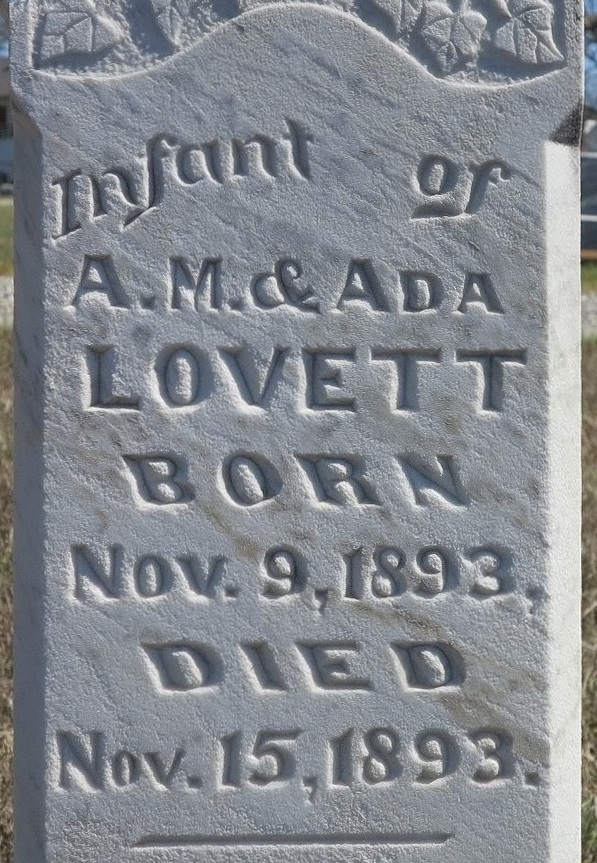 Infant of
A. M. & ADA
LOVETT
BORN
Nov. 9, 1893.
DIED
Nov. 15, 1893.